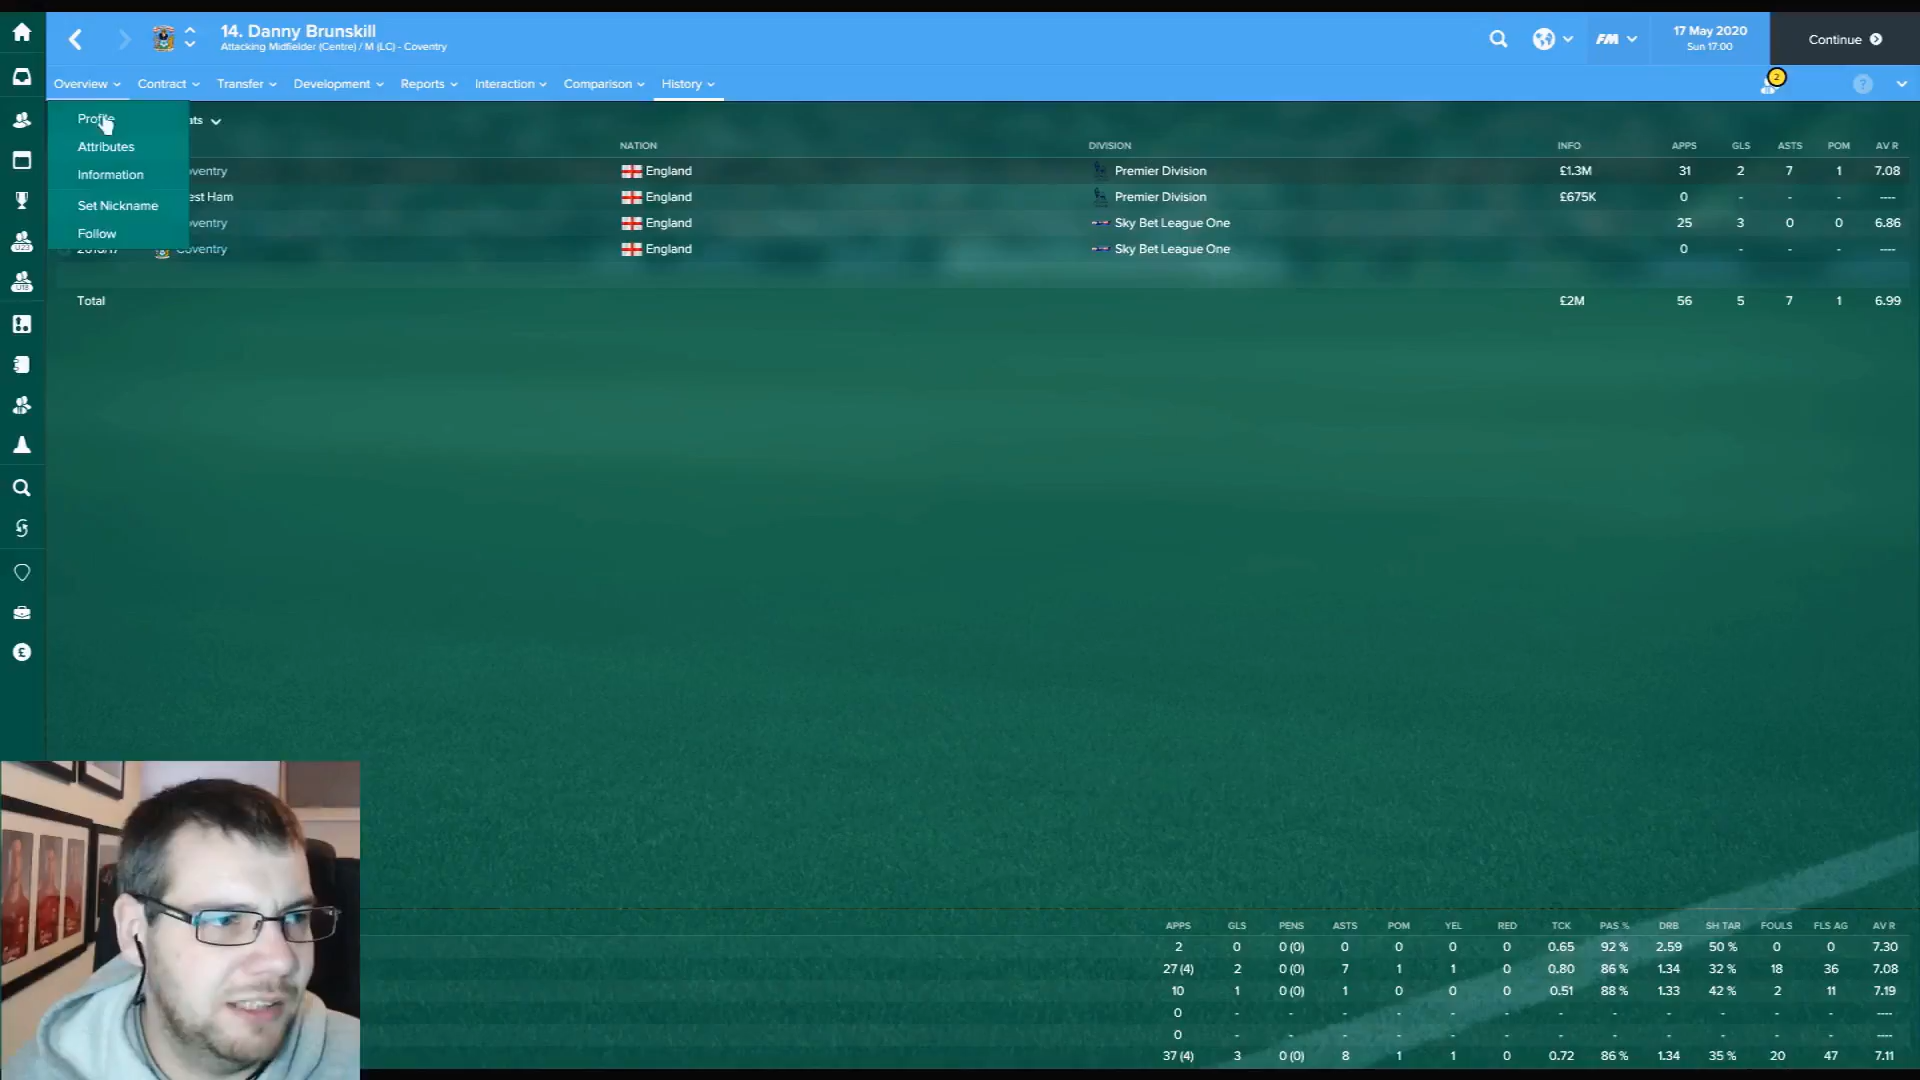 14. Danny Brunskill
Attacking Midfielder (Centre) / M (LC) - Coventry
FM
17 May 2020
Sun 17:00
Continue
Overview Contract Transfer Development Reports Interaction Comparison History
2
?
Profile
Attributes
Information
Set Nickname
Follow
NATION DIVISION INFO APPS GLS ASTS POM AV R
England Premier Division £1.3M 31 2 7 1 7.08
England Premier Division £675K 0 - - - ----
England Sky Bet League One 25 3 0 0 6.86
Coventry England Sky Bet League One 0 - - - ----
Total £2M 56 5 7 1 6.99
U23
U18
£
APPS GLS PENS ASTS POM YEL RED TCK PAS % DRB SH TAR FOULS FLS AG AV R
2 0 0 (0) 0 0 0 0 0.65 92 % 2.59 50 % 0 0 7.30
27 (4) 2 0 (0) 7 1 1 0 0.80 86 % 1.34 32 % 18 36 7.08
10 1 0 (0) 1 0 0 0 0.51 88 % 1.33 42 % 2 11 7.19
0 - - - - - - - - - - - - ----
0 - - - - - - - - - - - - ----
37 (4) 3 0 (0) 8 1 1 0 0.72 86 % 1.34 35 % 20 47 7.11